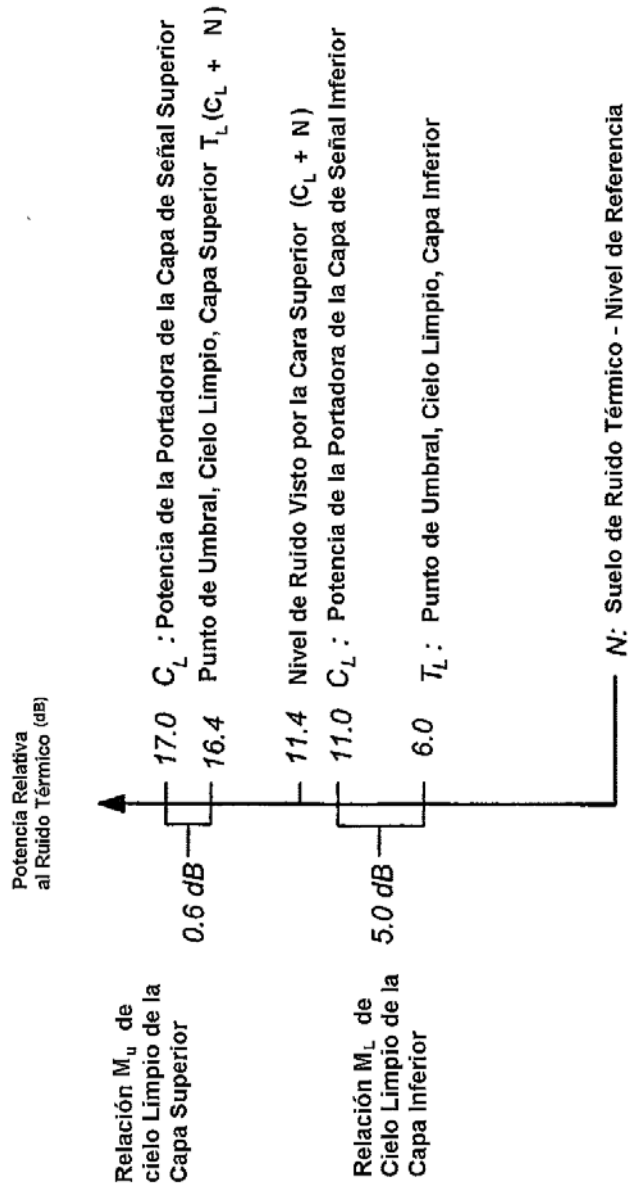 Potencia Relativa
al Ruido Térmico (dB)
Relación M_u de
cielo Limpio de la
Capa Superior
0.6 dB
17.0 C_L : Potencia de la Portadora de la Capa de Señal Superior
16.4 Punto de Umbral, Cielo Limpio, Capa Superior T_L (C_L + N)
11.4 Nivel de Ruido Visto por la Cara Superior (C_L + N)
11.0 C_L : Potencia de la Portadora de la Capa de Señal Inferior
Relación M_L de
Cielo Limpio de la
Capa Inferior
5.0 dB
6.0 T_L : Punto de Umbral, Cielo Limpio, Capa Inferior
N: Suelo de Ruido Térmico - Nivel de Referencia